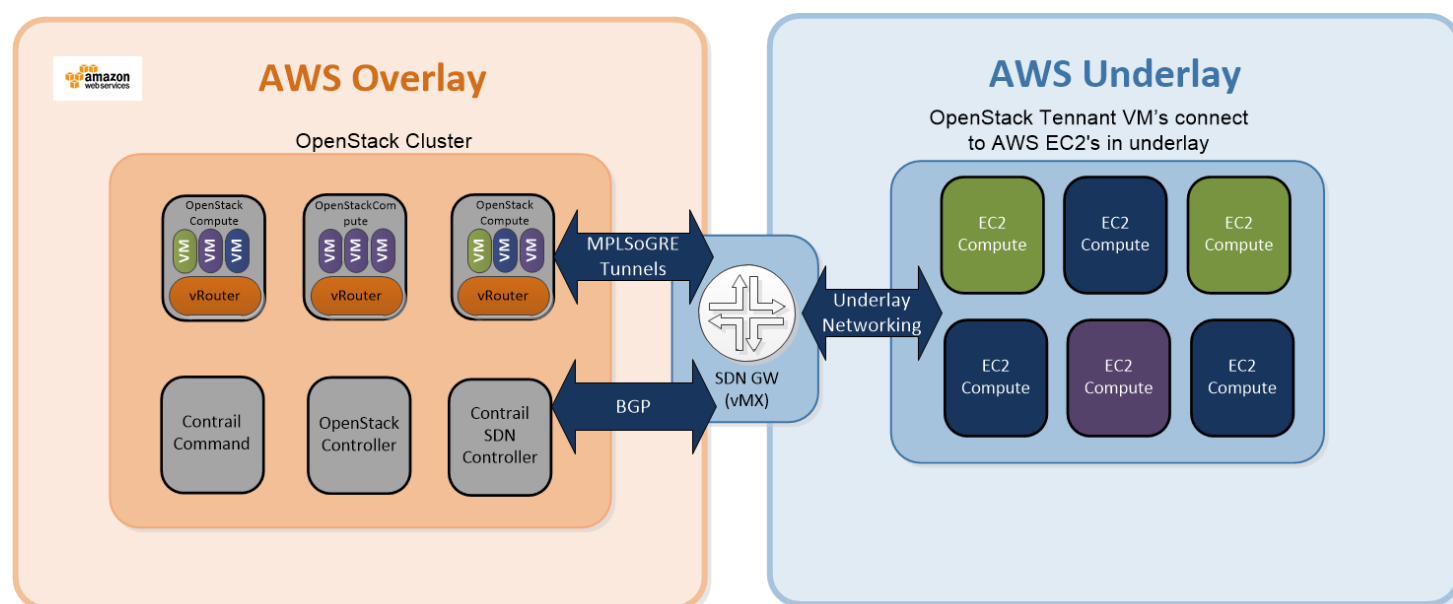 amazon
webservices
AWS Overlay
OpenStack Cluster
OpenStack
Compute
VM
VM
VM
vRouter
OpenStackCom
pute
VM
VM
VM
vRouter
OpenStack
Compute
VM
VM
VM
vRouter
Contrail
Command
OpenStack
Controller
Contrail
SDN
Controller
MPLSoGRE
Tunnels
BGP
SDN GW
(vMX)
Underlay
Networking
AWS Underlay
OpenStack Tennant VM's connect
to AWS EC2's in underlay
EC2
Compute
EC2
Compute
EC2
Compute
EC2
Compute
EC2
Compute
EC2
Compute